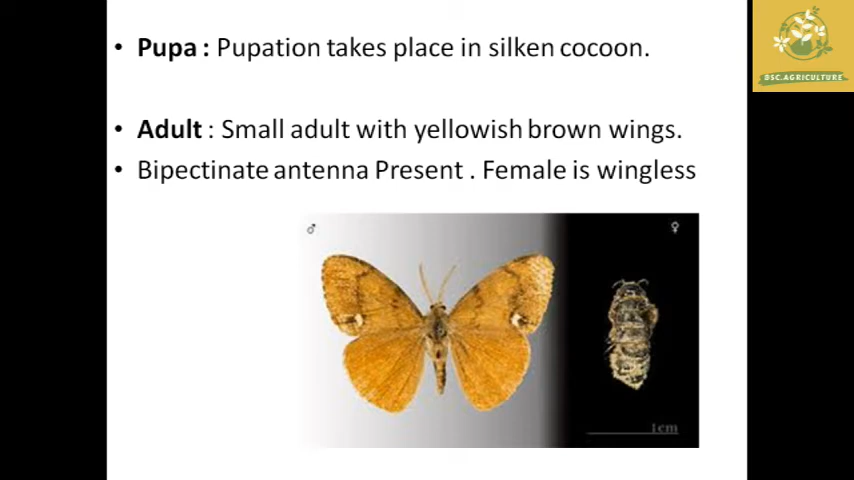 • Pupa : Pupation takes place in silken cocoon.
• Adult : Small adult with yellowish brown wings.
• Bipectinate antenna Present . Female is wingless
♂
♀
1cm
BSC.AGRICULTURE